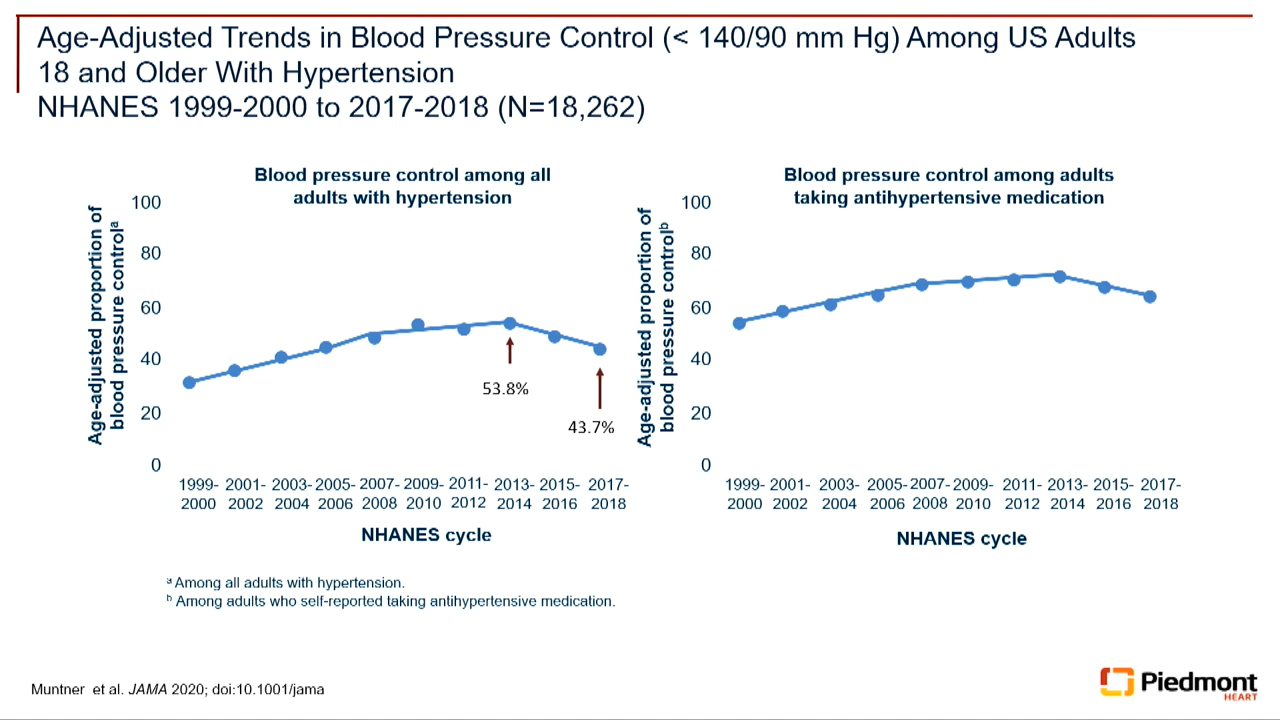 Age-Adjusted Trends in Blood Pressure Control (< 140/90 mm Hg) Among US Adults
18 and Older With Hypertension
NHANES 1999-2000 to 2017-2018 (N=18,262)
Blood pressure control among all
adults with hypertension
Age-adjusted proportion of
blood pressure controlᵃ
100
80
60
40
20
0
53.8%
43.7%
1999- 2001- 2003- 2005- 2007- 2009- 2011- 2013- 2015- 2017-
2000 2002 2004 2006 2008 2010 2012 2014 2016 2018
NHANES cycle
Blood pressure control among adults
taking antihypertensive medication
Age-adjusted proportion of
blood pressure controlᵇ
100
80
60
40
20
0
1999- 2001- 2003- 2005- 2007- 2009- 2011- 2013- 2015- 2017-
2000 2002 2004 2006 2008 2010 2012 2014 2016 2018
NHANES cycle
ᵃ Among all adults with hypertension.
ᵇ Among adults who self-reported taking antihypertensive medication.
Muntner et al. JAMA 2020; doi:10.1001/jama
Piedmont
HEART